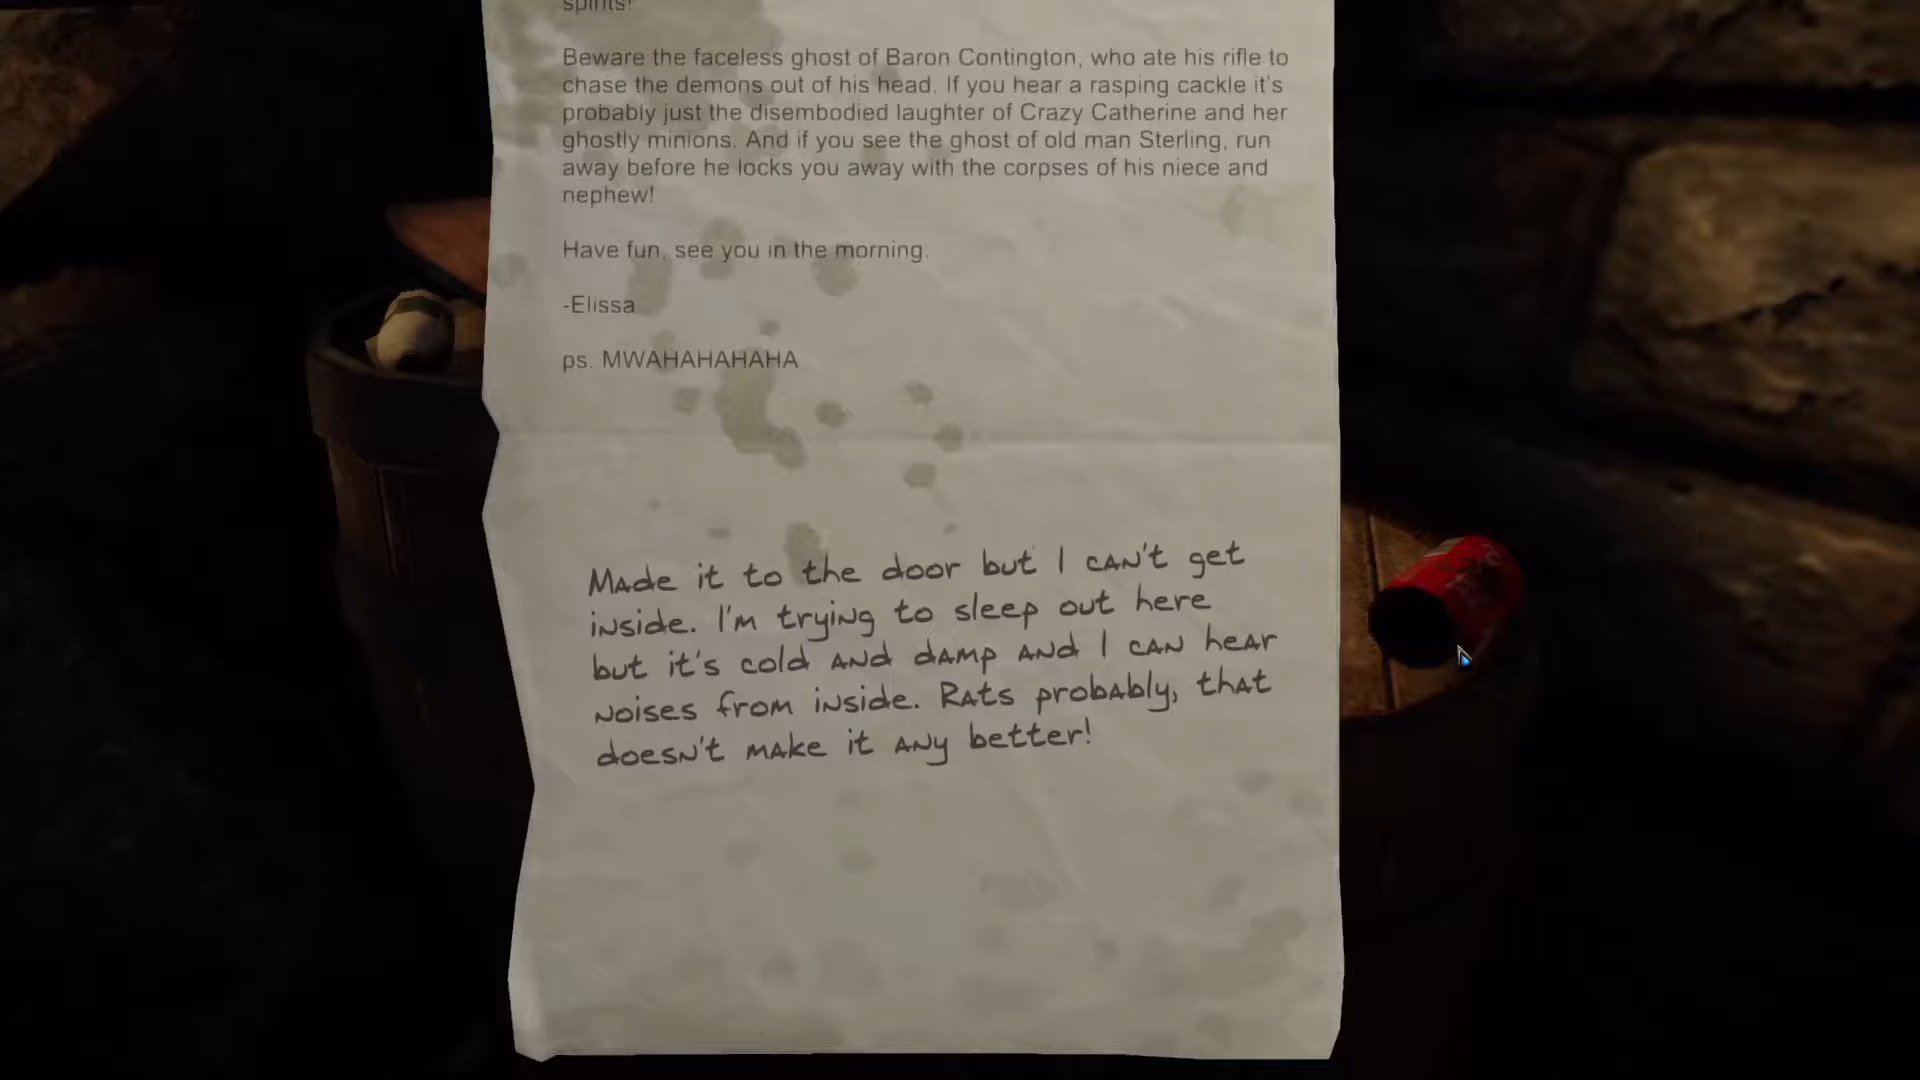 spirits!
Beware the faceless ghost of Baron Contington, who ate his rifle to
chase the demons out of his head. If you hear a rasping cackle it's
probably just the disembodied laughter of Crazy Catherine and her
ghostly minions. And if you see the ghost of old man Sterling, run
away before he locks you away with the corpses of his niece and
nephew!
Have fun, see you in the morning.
-Elissa
ps. MWAHAHAHAHA
Made it to the door but I can't get
inside. I'm trying to sleep out here
but it's cold and damp and I can hear
noises from inside. Rats probably, that
doesn't make it any better!